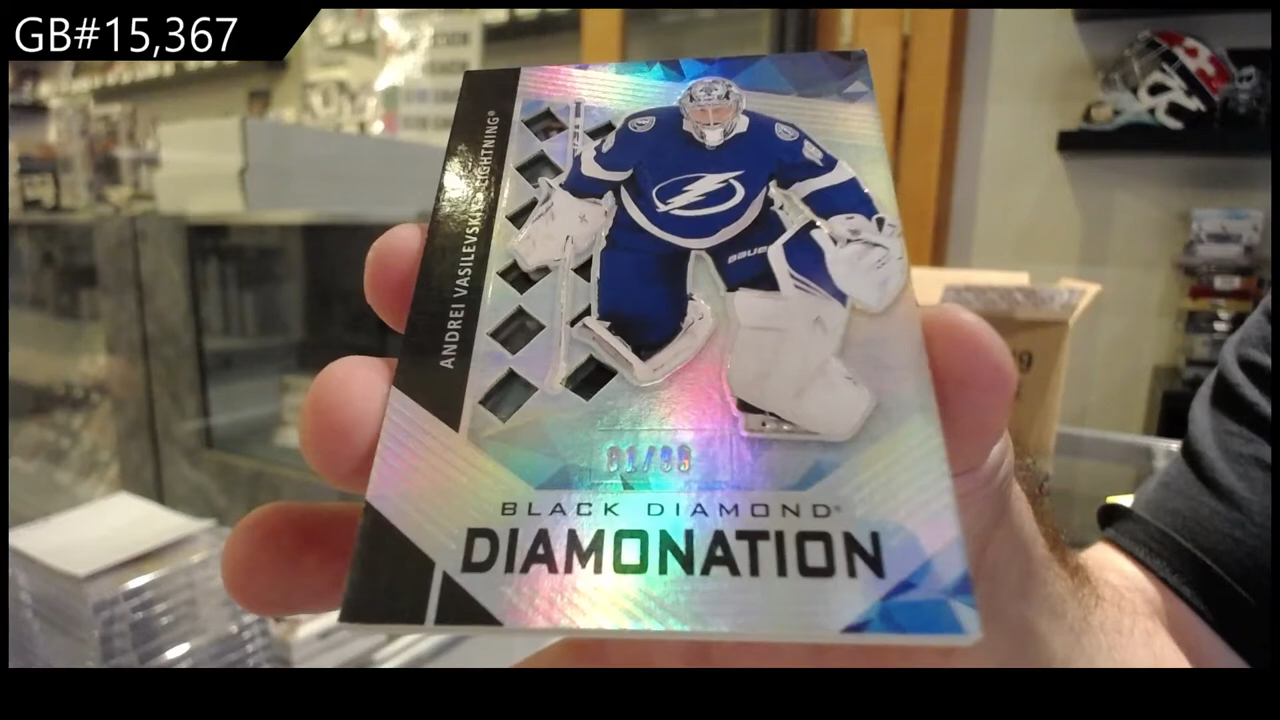 GB#15,367
ANDREI VASILEVSKIY • LIGHTNING®
BAUER
BLACK DIAMOND®
DIAMONATION